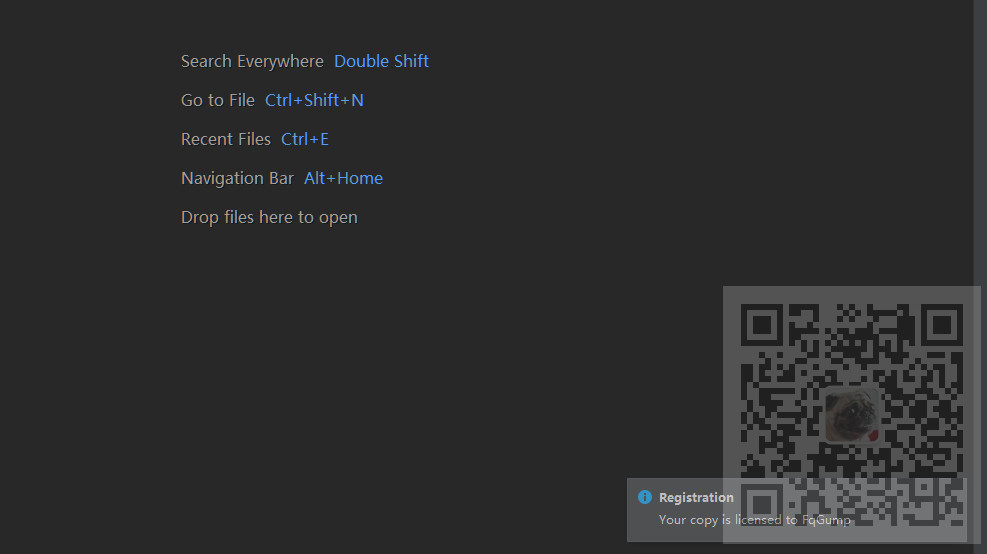 Search Everywhere Double Shift
Go to File Ctrl+Shift+N
Recent Files Ctrl+E
Navigation Bar Alt+Home
Drop files here to open
Registration
Your copy is licensed to FqGump